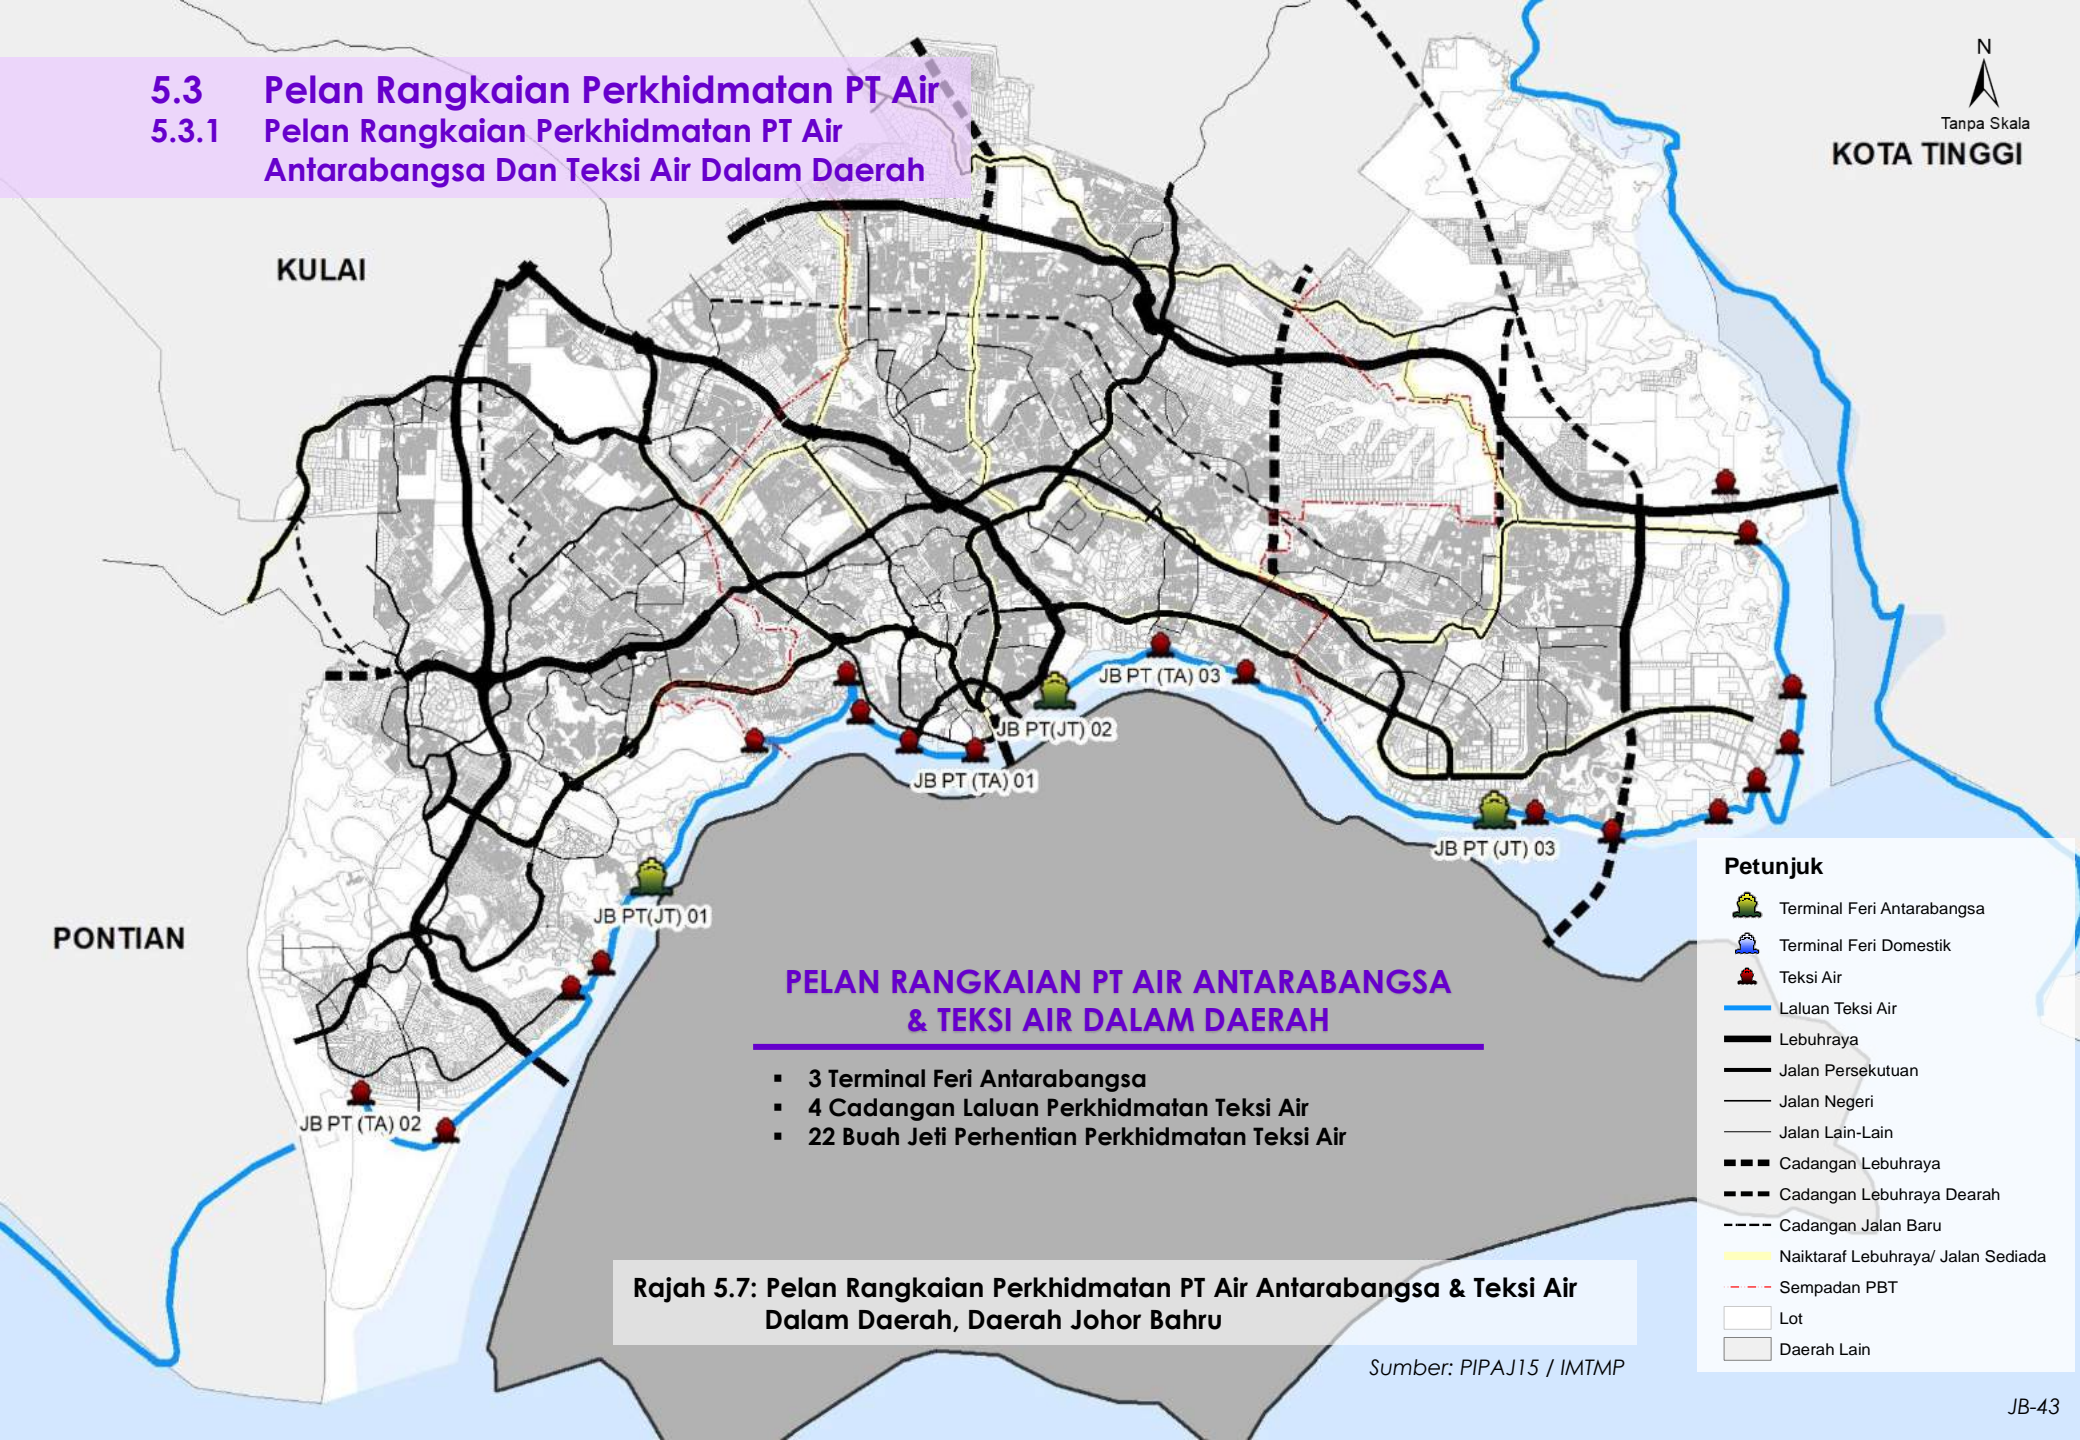 5.3 Pelan Rangkaian Perkhidmatan PT Air
5.3.1 Pelan Rangkaian Perkhidmatan PT Air
Antarabangsa Dan Teksi Air Dalam Daerah
N
Tanpa Skala
KOTA TINGGI
KULAI
PONTIAN
JB PT (TA) 03
JB PT(JT) 02
JB PT (TA) 01
JB PT (JT) 03
JB PT(JT) 01
JB PT (TA) 02
PELAN RANGKAIAN PT AIR ANTARABANGSA
& TEKSI AIR DALAM DAERAH
▪ 3 Terminal Feri Antarabangsa
▪ 4 Cadangan Laluan Perkhidmatan Teksi Air
▪ 22 Buah Jeti Perhentian Perkhidmatan Teksi Air
Petunjuk
Terminal Feri Antarabangsa
Terminal Feri Domestik
Teksi Air
Laluan Teksi Air
Lebuhraya
Jalan Persekutuan
Jalan Negeri
Jalan Lain-Lain
Cadangan Lebuhraya
Cadangan Lebuhraya Dearah
Cadangan Jalan Baru
Naiktaraf Lebuhraya/ Jalan Sediada
Sempadan PBT
Lot
Daerah Lain
Rajah 5.7: Pelan Rangkaian Perkhidmatan PT Air Antarabangsa & Teksi Air
Dalam Daerah, Daerah Johor Bahru
Sumber: PIPAJ15 / IMTMP
JB-43